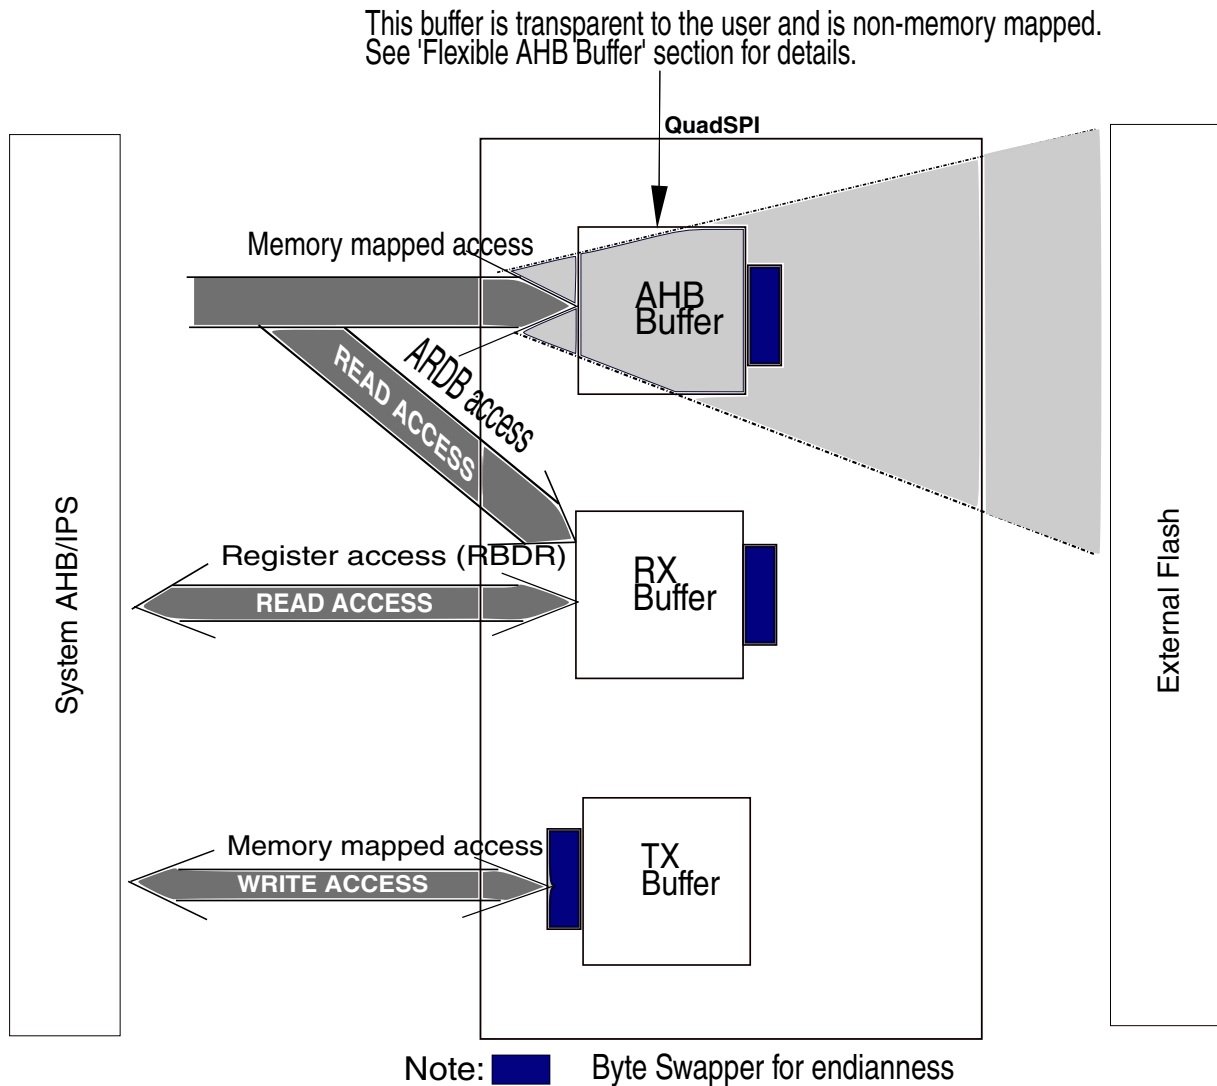 This buffer is transparent to the user and is non-memory mapped.
See 'Flexible AHB Buffer' section for details.
QuadSPI
Memory mapped access
AHB
Buffer
ARDB access
READ ACCESS
System AHB/IPS
External Flash
Register access (RBDR)
READ ACCESS
RX
Buffer
Memory mapped access
WRITE ACCESS
TX
Buffer
Note:
Byte Swapper for endianness